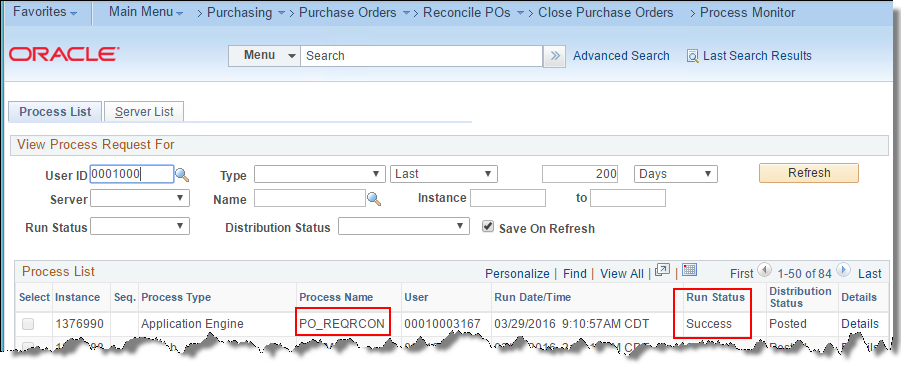 Favorites Main Menu > Purchasing > Purchase Orders > Reconcile POs > Close Purchase Orders > Process Monitor
ORACLE Menu Search » Advanced Search Last Search Results
Process List Server List
View Process Request For
User ID 0001000 Type Last 200 Days Refresh
Server Name Instance to
Run Status Distribution Status Save On Refresh
Process List Personalize | Find | View All | | First 1-50 of 84 Last
Select Instance Seq. Process Type Process Name User Run Date/Time Run Status Distribution Status Details
1376990 Application Engine PO_REQRCON 00010003167 03/29/2016 9:10:57AM CDT Success Posted Details